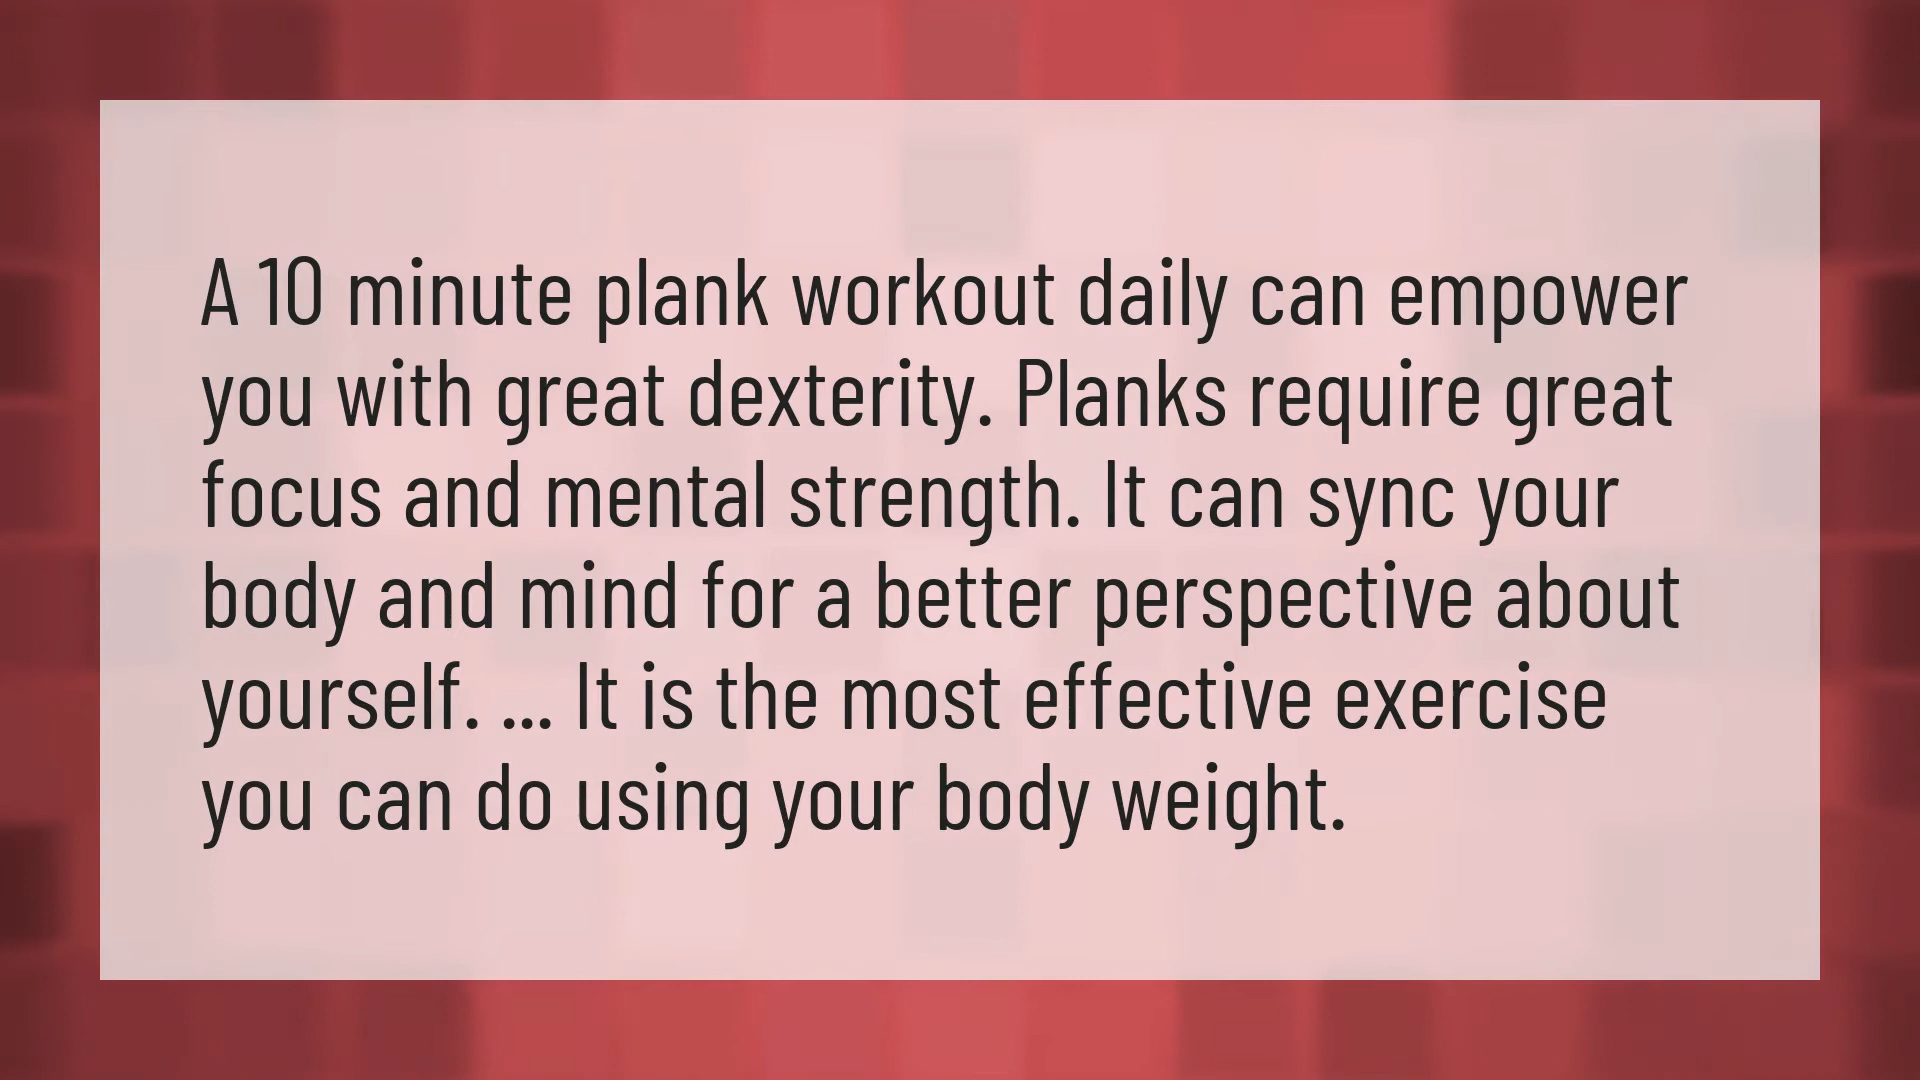 A 10 minute plank workout daily can empower
you with great dexterity. Planks require great
focus and mental strength. It can sync your
body and mind for a better perspective about
yourself. ... It is the most effective exercise
you can do using your body weight.